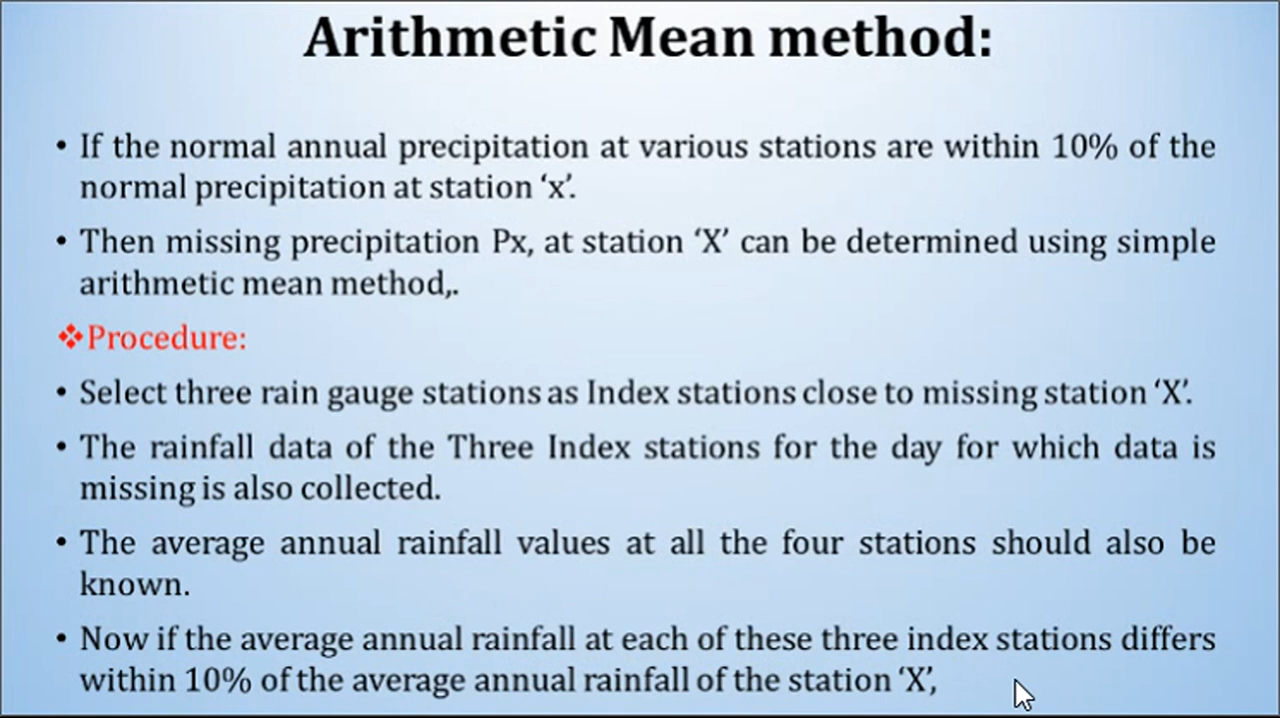 Arithmetic Mean method:
• If the normal annual precipitation at various stations are within 10% of the
normal precipitation at station ‘x’.
• Then missing precipitation Px, at station ‘X’ can be determined using simple
arithmetic mean method,.
❖Procedure:
• Select three rain gauge stations as Index stations close to missing station ‘X’.
• The rainfall data of the Three Index stations for the day for which data is
missing is also collected.
• The average annual rainfall values at all the four stations should also be
known.
• Now if the average annual rainfall at each of these three index stations differs
within 10% of the average annual rainfall of the station ‘X’,